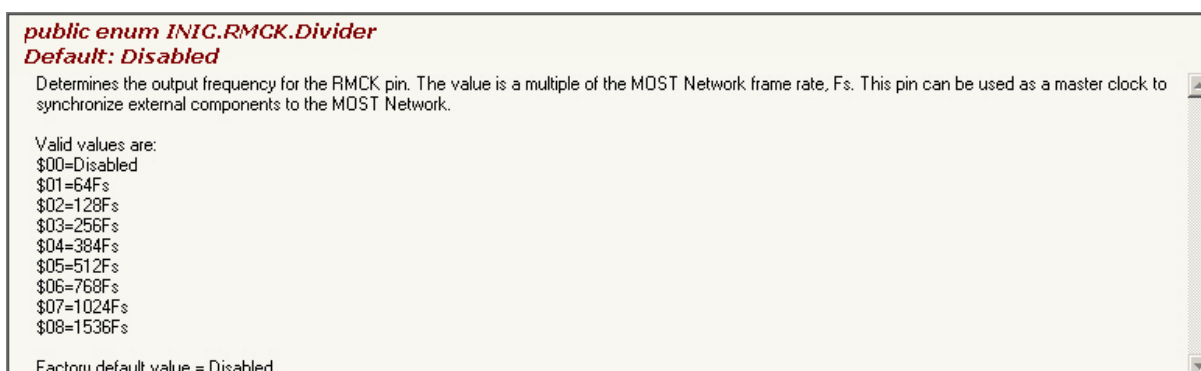 public enum INIC.RMCK.Divider
Default: Disabled
Determines the output frequency for the RMCK pin. The value is a multiple of the MOST Network frame rate, Fs. This pin can be used as a master clock to
synchronize external components to the MOST Network.
Valid values are:
$00=Disabled
$01=64Fs
$02=128Fs
$03=256Fs
$04=384Fs
$05=512Fs
$06=768Fs
$07=1024Fs
$08=1536Fs
Factory default value = Disabled